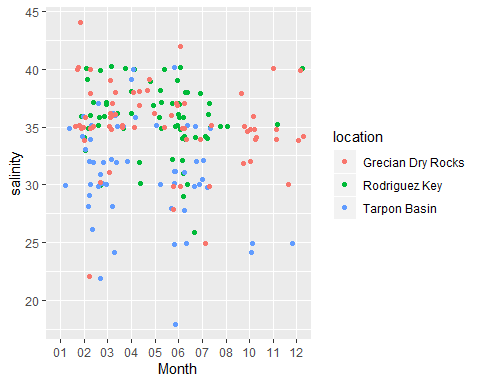 45
40
35
30
25
20
salinity
01 02 03 04 05 06 07 08 10 11 12
Month
location
Grecian Dry Rocks
Rodriguez Key
Tarpon Basin